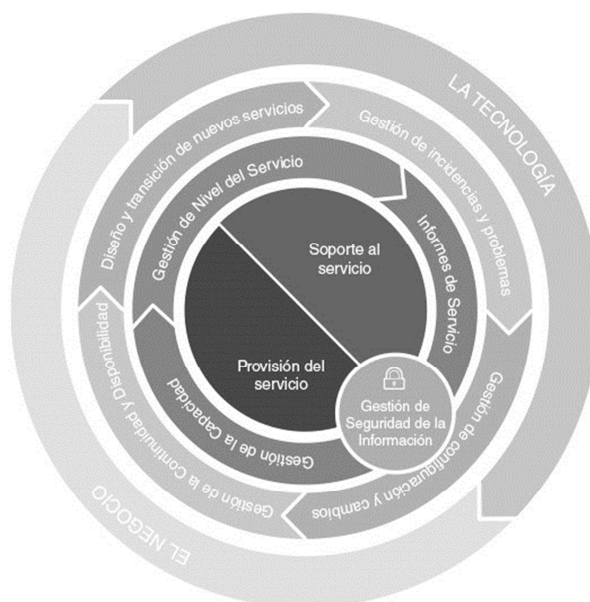 LA TECNOLOGÍA
Diseño y transición de nuevos servicios
Gestión de incidencias y problemas
Gestión de Nivel del Servicio
Informes de Servicio
Soporte al
servicio
Provisión del
servicio
Gestión de
Seguridad de la
Información
Gestión de la Capacidad
Gestión de configuración y cambios
Gestión de la Continuidad y Disponibilidad
EL NEGOCIO